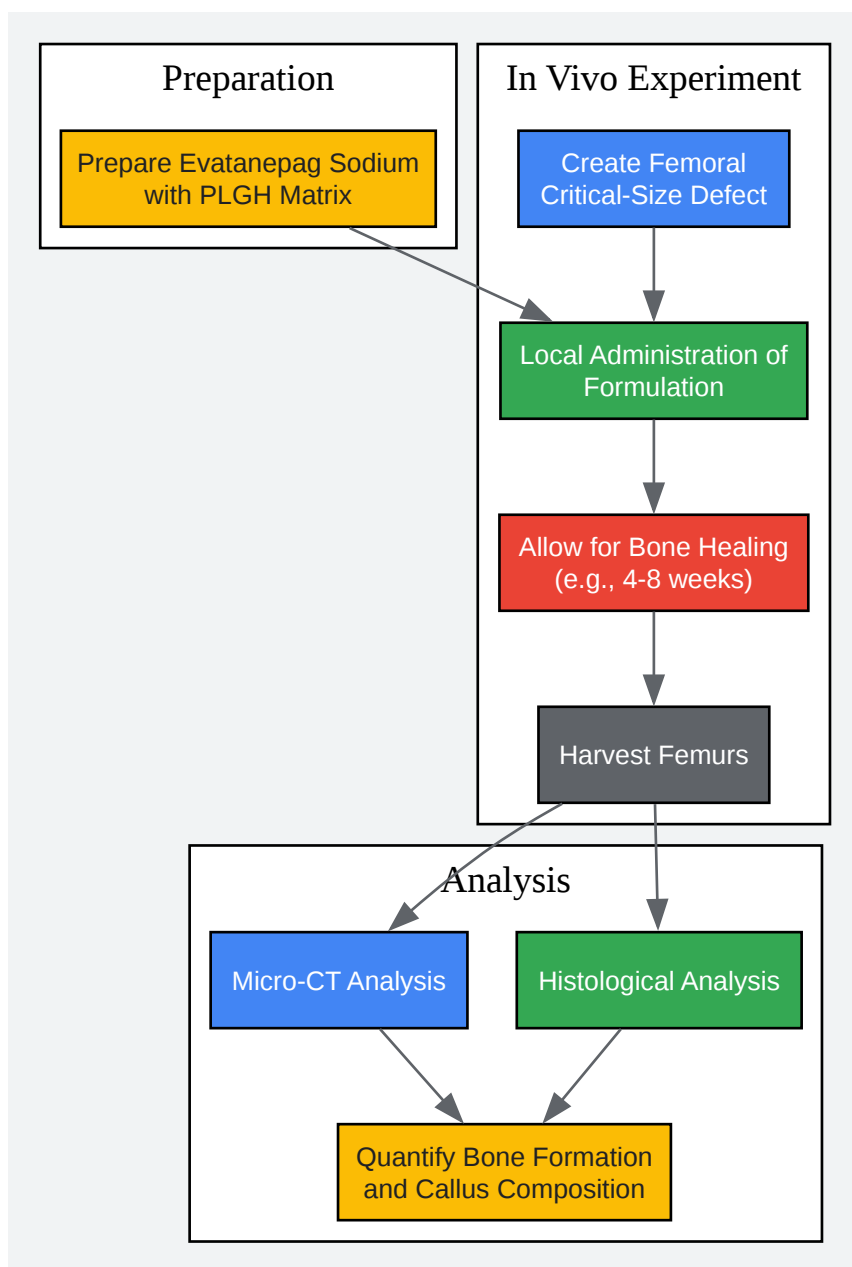 Preparation
Prepare Evatanepag Sodium
with PLGH Matrix
In Vivo Experiment
Create Femoral
Critical-Size Defect
Local Administration of
Formulation
Allow for Bone Healing
(e.g., 4-8 weeks)
Harvest Femurs
Analysis
Micro-CT Analysis
Histological Analysis
Quantify Bone Formation
and Callus Composition